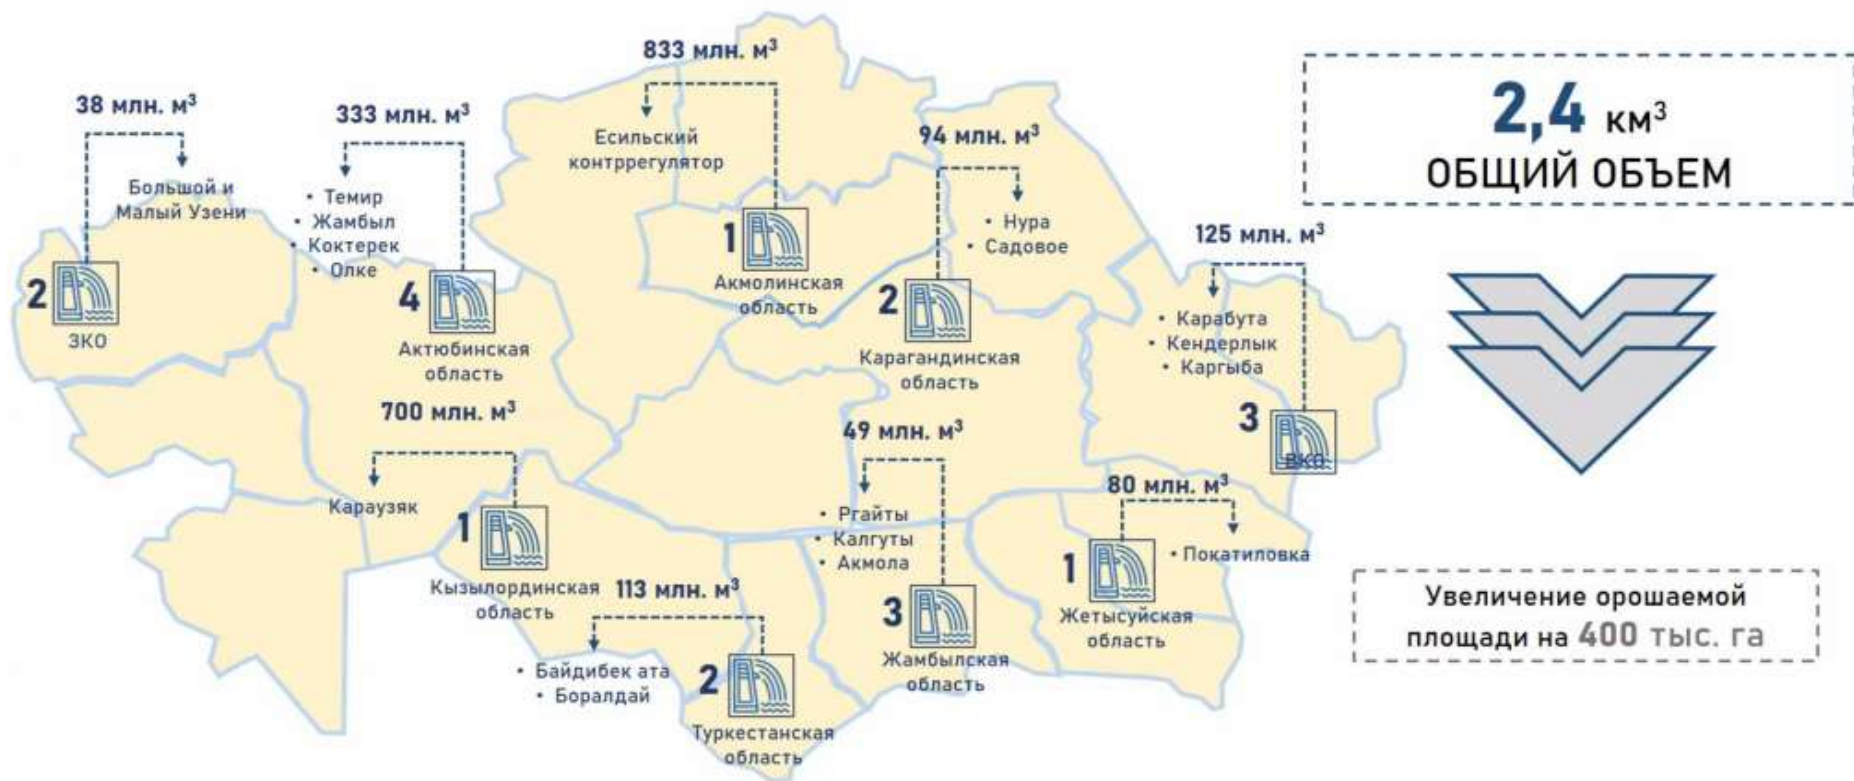 833 млн. м³
Есильский
контррегулятор
1
Акмолинская
область
38 млн. м³
Большой и
Малый Узени
2
ЗКО
333 млн. м³
• Темир
• Жамбыл
• Коктерек
• Олке
4
Актюбинская
область
94 млн. м³
• Нура
• Садовое
2
Карагандинская
область
125 млн. м³
• Карабута
• Кендерлык
• Каргыба
3
ВКО
700 млн. м³
Караузяк
1
Кызылординская
область
49 млн. м³
• Ргайты
• Калгуты
• Акмола
3
Жамбылская
область
80 млн. м³
• Покатиловка
1
Жетысуйская
область
113 млн. м³
• Байдибек ата
• Боралдай
2
Туркестанская
область
2,4 км³
ОБЩИЙ ОБЪЕМ
Увеличение орошаемой
площади на 400 тыс. га